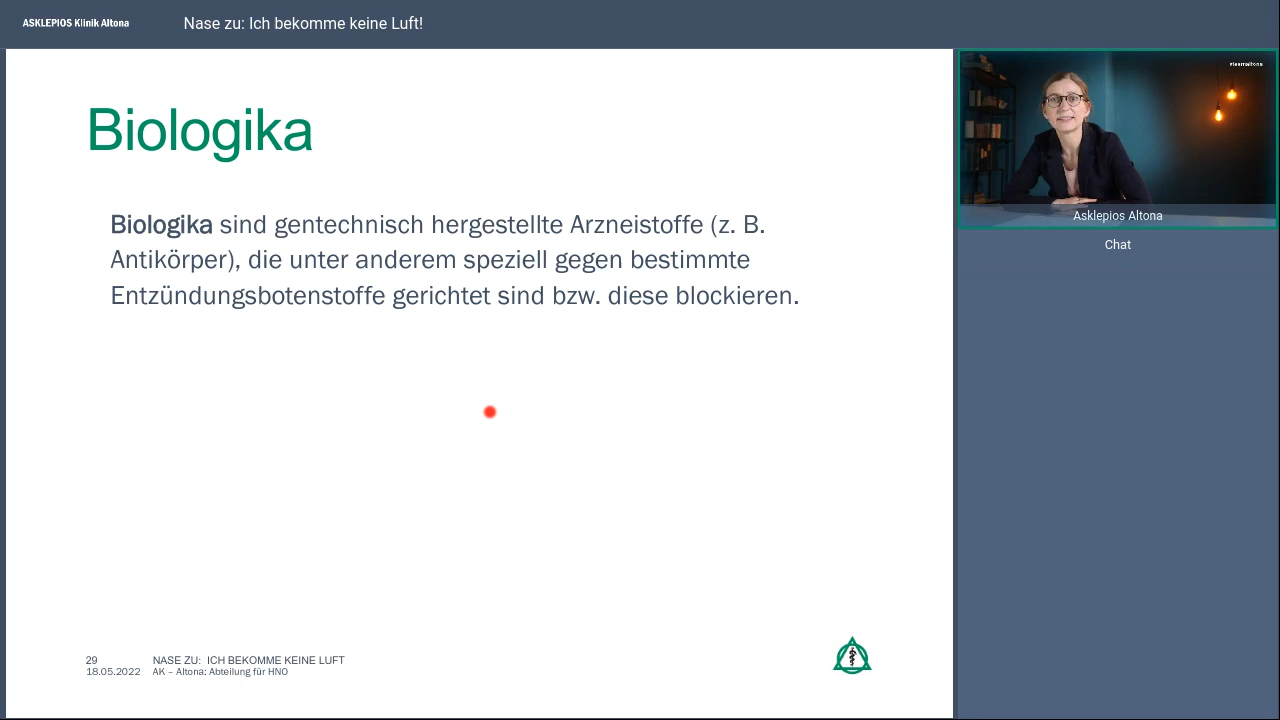 ASKLEPIOS Klinik Altona
Nase zu: Ich bekomme keine Luft!
Biologika
Biologika sind gentechnisch hergestellte Arzneistoffe (z. B.
Antikörper), die unter anderem speziell gegen bestimmte
Entzündungsbotenstoffe gerichtet sind bzw. diese blockieren.
#teamaltona
Asklepios Altona
Chat
29 NASE ZU: ICH BEKOMME KEINE LUFT
18.05.2022 AK – Altona: Abteilung für HNO